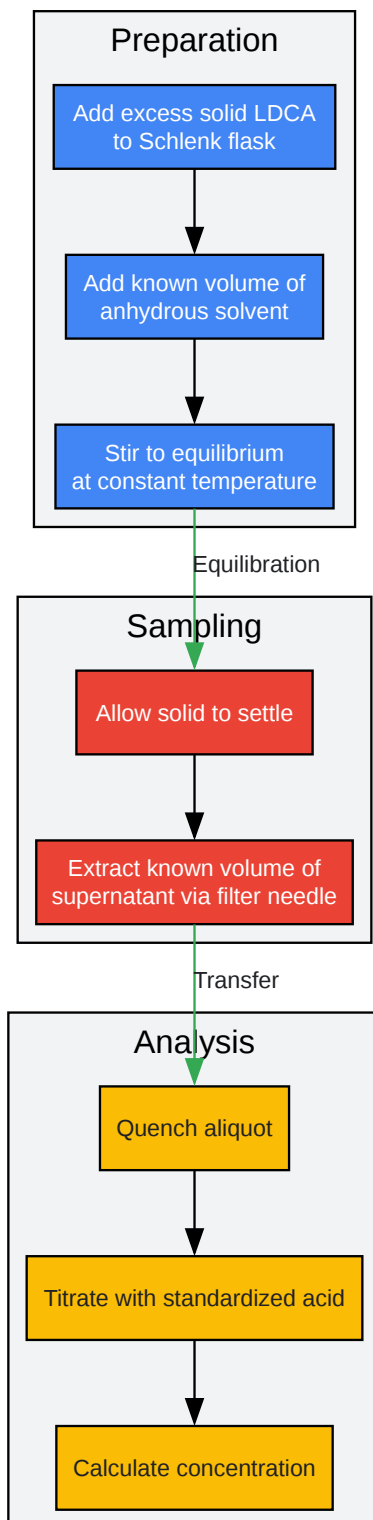 Preparation
Add excess solid LDCA
to Schlenk flask
Add known volume of
anhydrous solvent
Stir to equilibrium
at constant temperature
Equilibration
Sampling
Allow solid to settle
Extract known volume of
supernatant via filter needle
Transfer
Analysis
Quench aliquot
Titrate with standardized acid
Calculate concentration